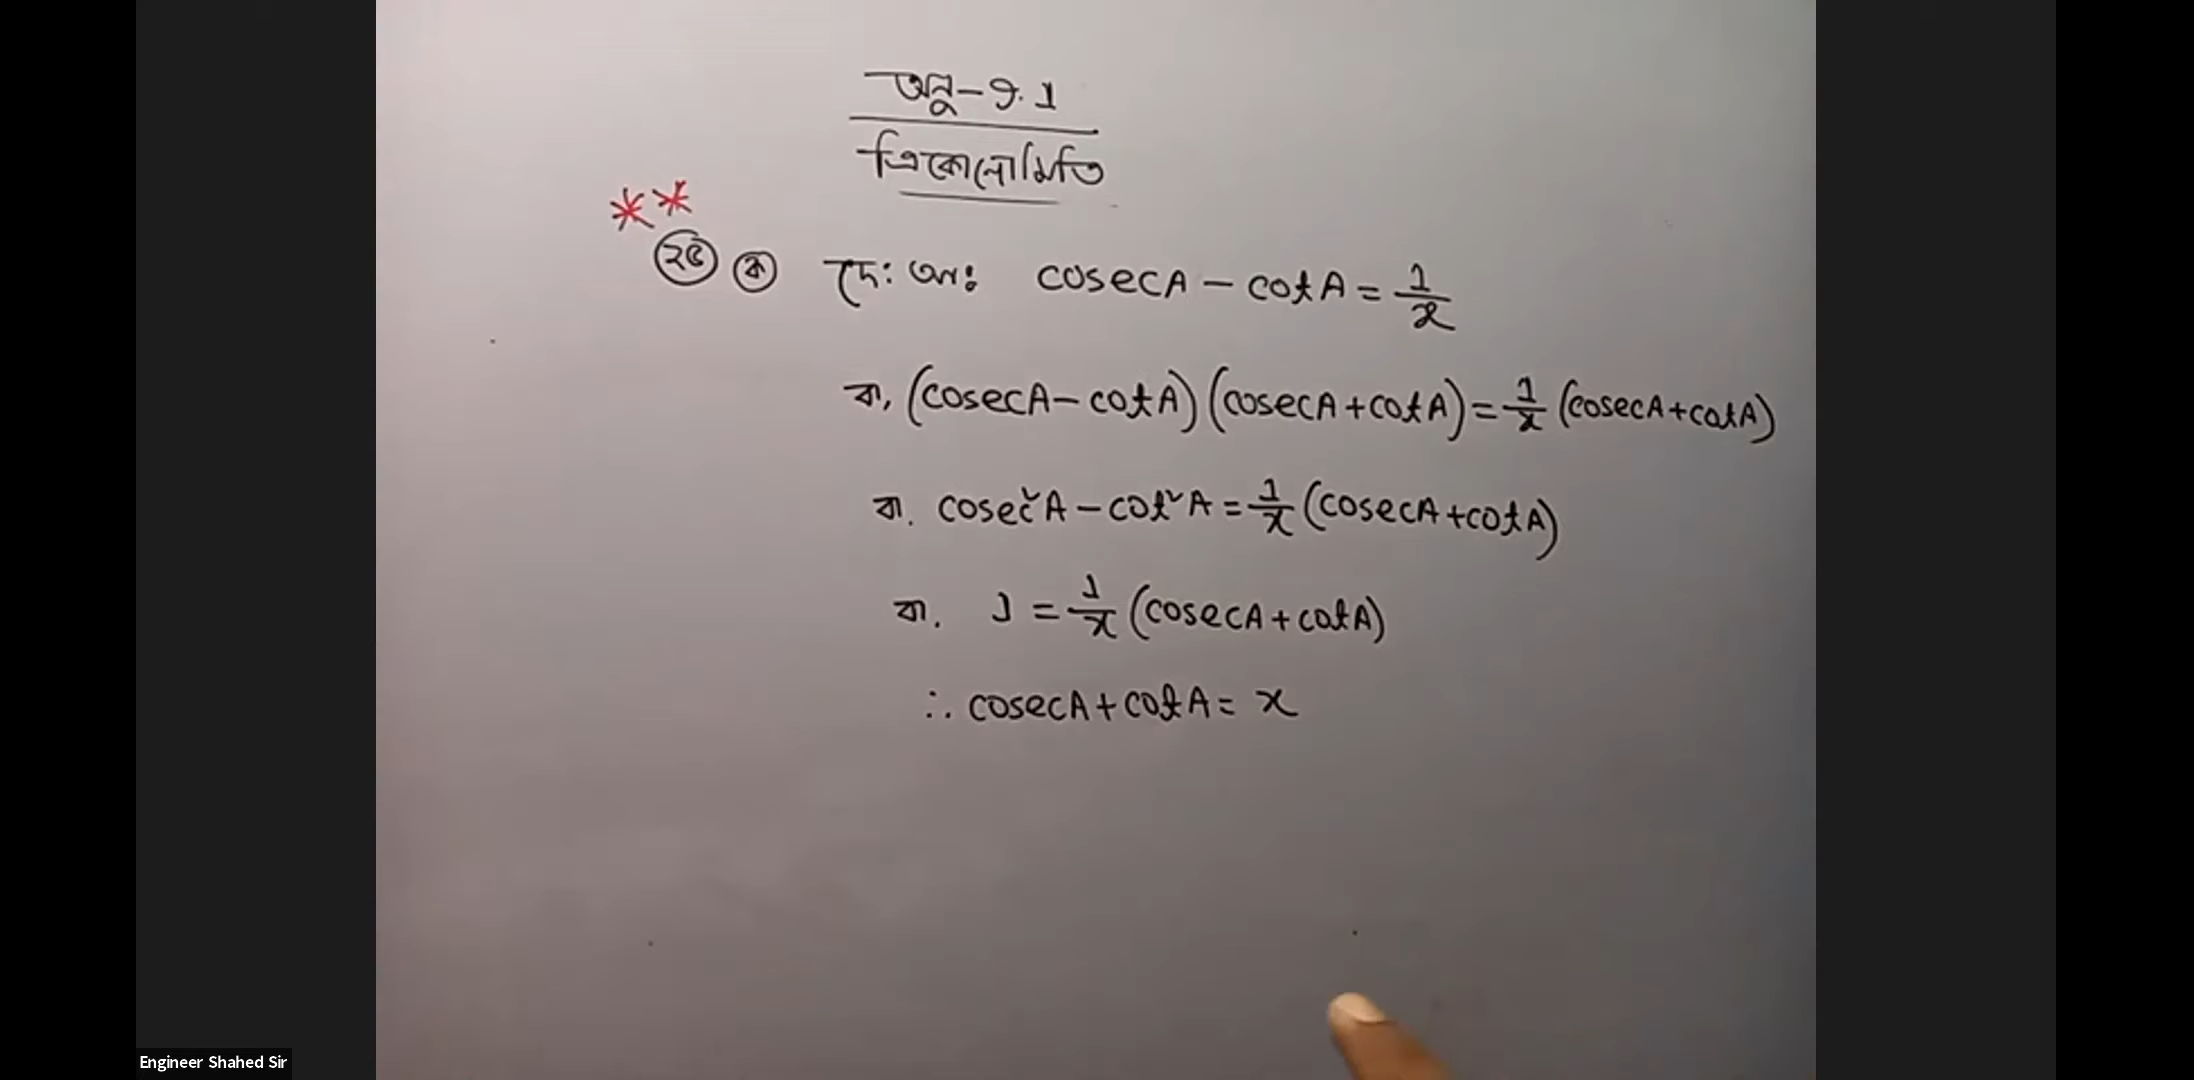 অনু-৯.১
ত্রিকোনোমিতি
**
২৫ ক দে: আ: cosecA - cotA = 1/x
বা, (cosecA - cotA)(cosecA + cotA) = 1/x (cosecA + cotA)
বা. cosec²A - cot²A = 1/x (cosecA + cotA)
বা. 1 = 1/x (cosecA + cotA)
∴ cosecA + cotA = x
Engineer Shahed Sir